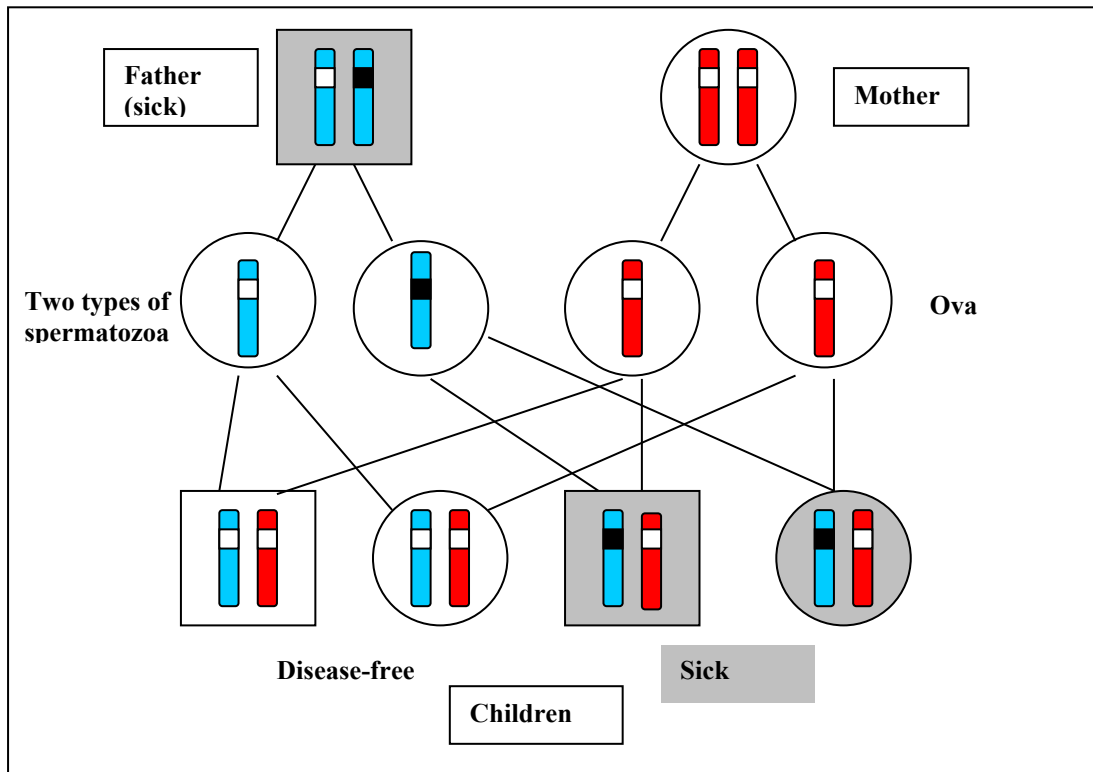 Father
(sick)
Mother
Two types of
spermatozoa
Ova
Disease-free
Sick
Children